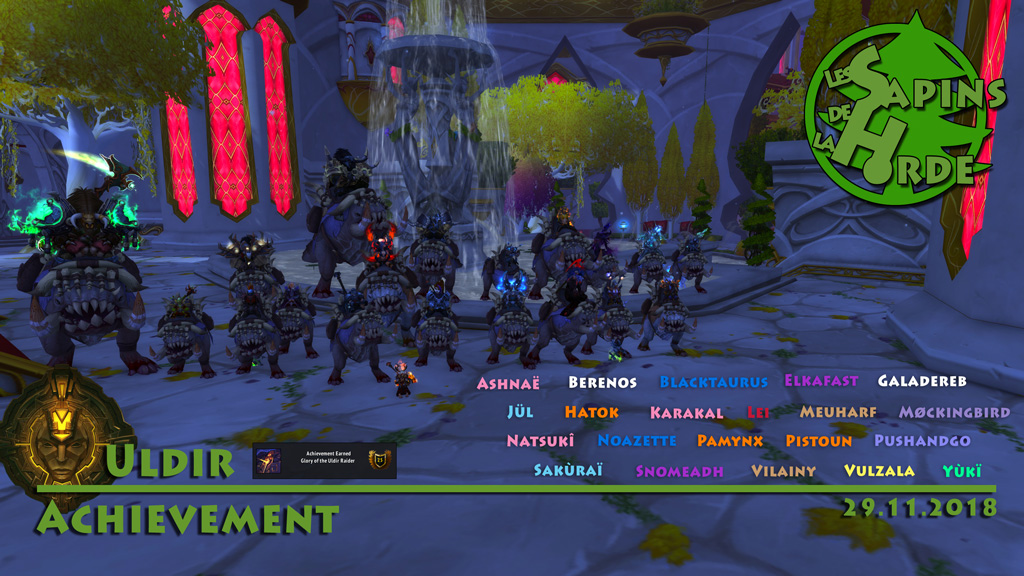 LES SAPINS
DE
LA HORDE
ASHNAË BERENOS BLACKTAURUS ELKAFAST GALADEREB
JÜL HATOK KARAKAL LEI MEUHARF MØCKINGBIRD
NATSUKÎ NOAZETTE PAMYNX PISTOUN PUSHANDGO
SAKÙRAÏ SNOMEADH VILAINY VULZALA YÙKÏ
ULDIR
Achievement Earned
Glory of the Uldir Raider
ACHIEVEMENT
29.11.2018